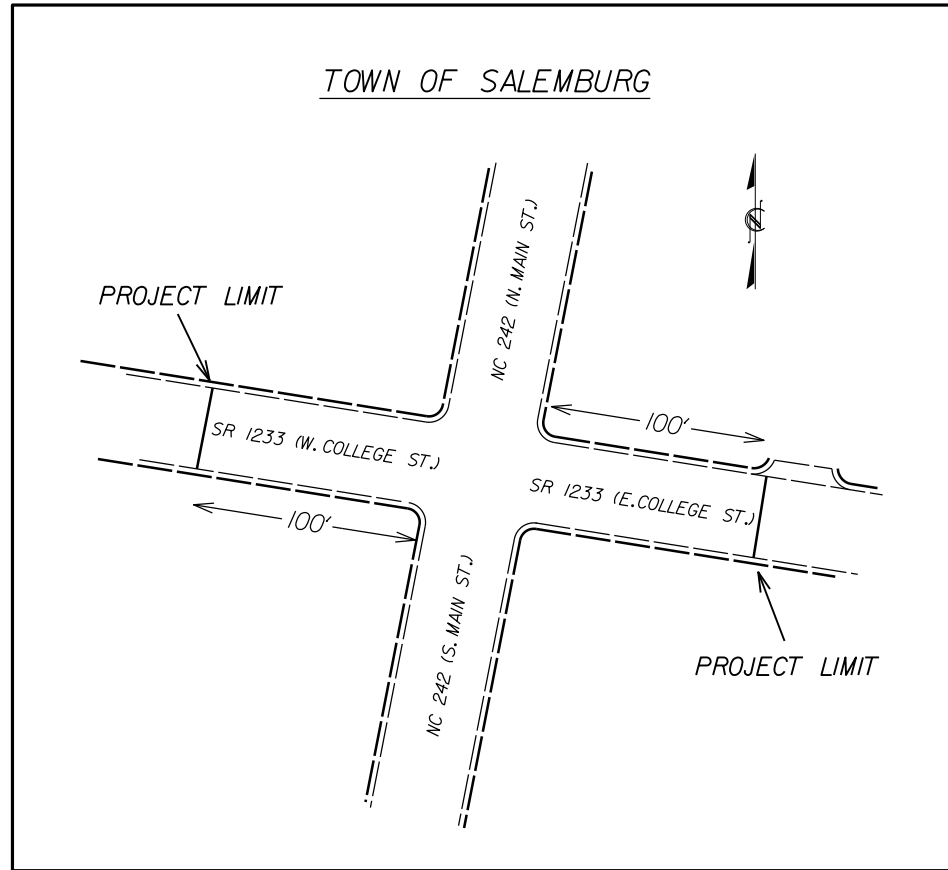 TOWN OF SALEMBURG
NC 242 (N. MAIN ST.)
PROJECT LIMIT
SR 1233 (W. COLLEGE ST.)
100'
SR 1233 (E. COLLEGE ST.)
100'
NC 242 (S. MAIN ST.)
PROJECT LIMIT